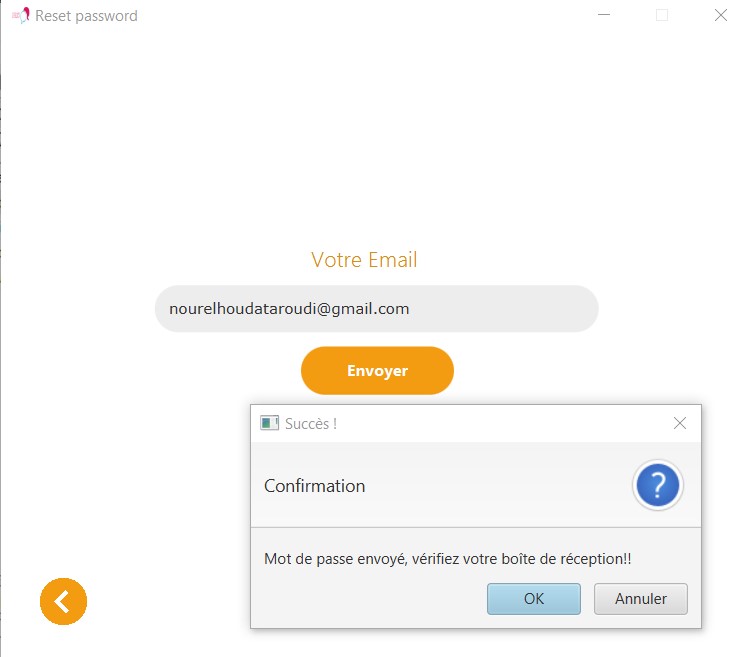 Reset password
Votre Email
nourelhoudataroudi@gmail.com
Envoyer
Succès !
Confirmation
Mot de passe envoyé, vérifiez votre boîte de réception!!
OK Annuler